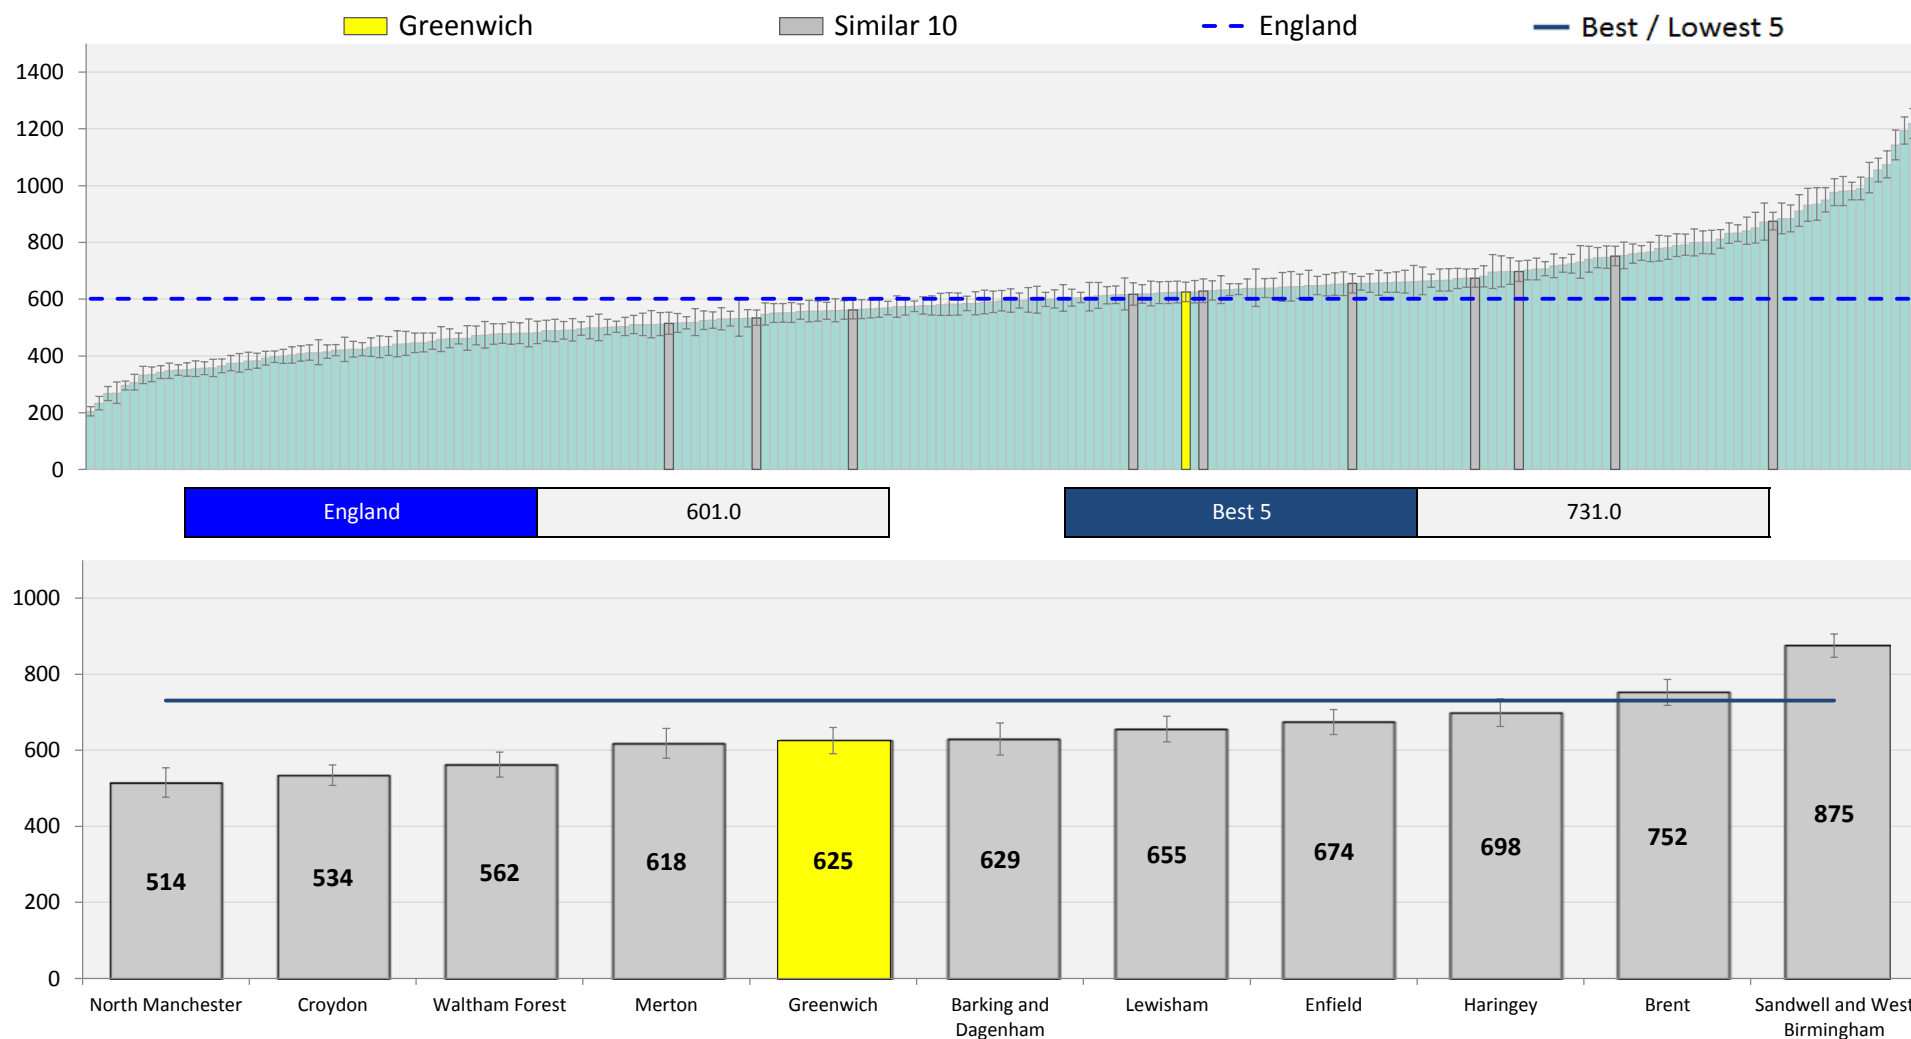 Greenwich Similar 10 England Best / Lowest 5
1400
1200
1000
800
600
400
200
0
England 601.0 Best 5 731.0
1000
800
600
400
200
0
514 534 562 618 625 629 655 674 698 752 875
North Manchester Croydon Waltham Forest Merton Greenwich Barking and Lewisham Enfield Haringey Brent Sandwell and West
Dagenham Birmingham